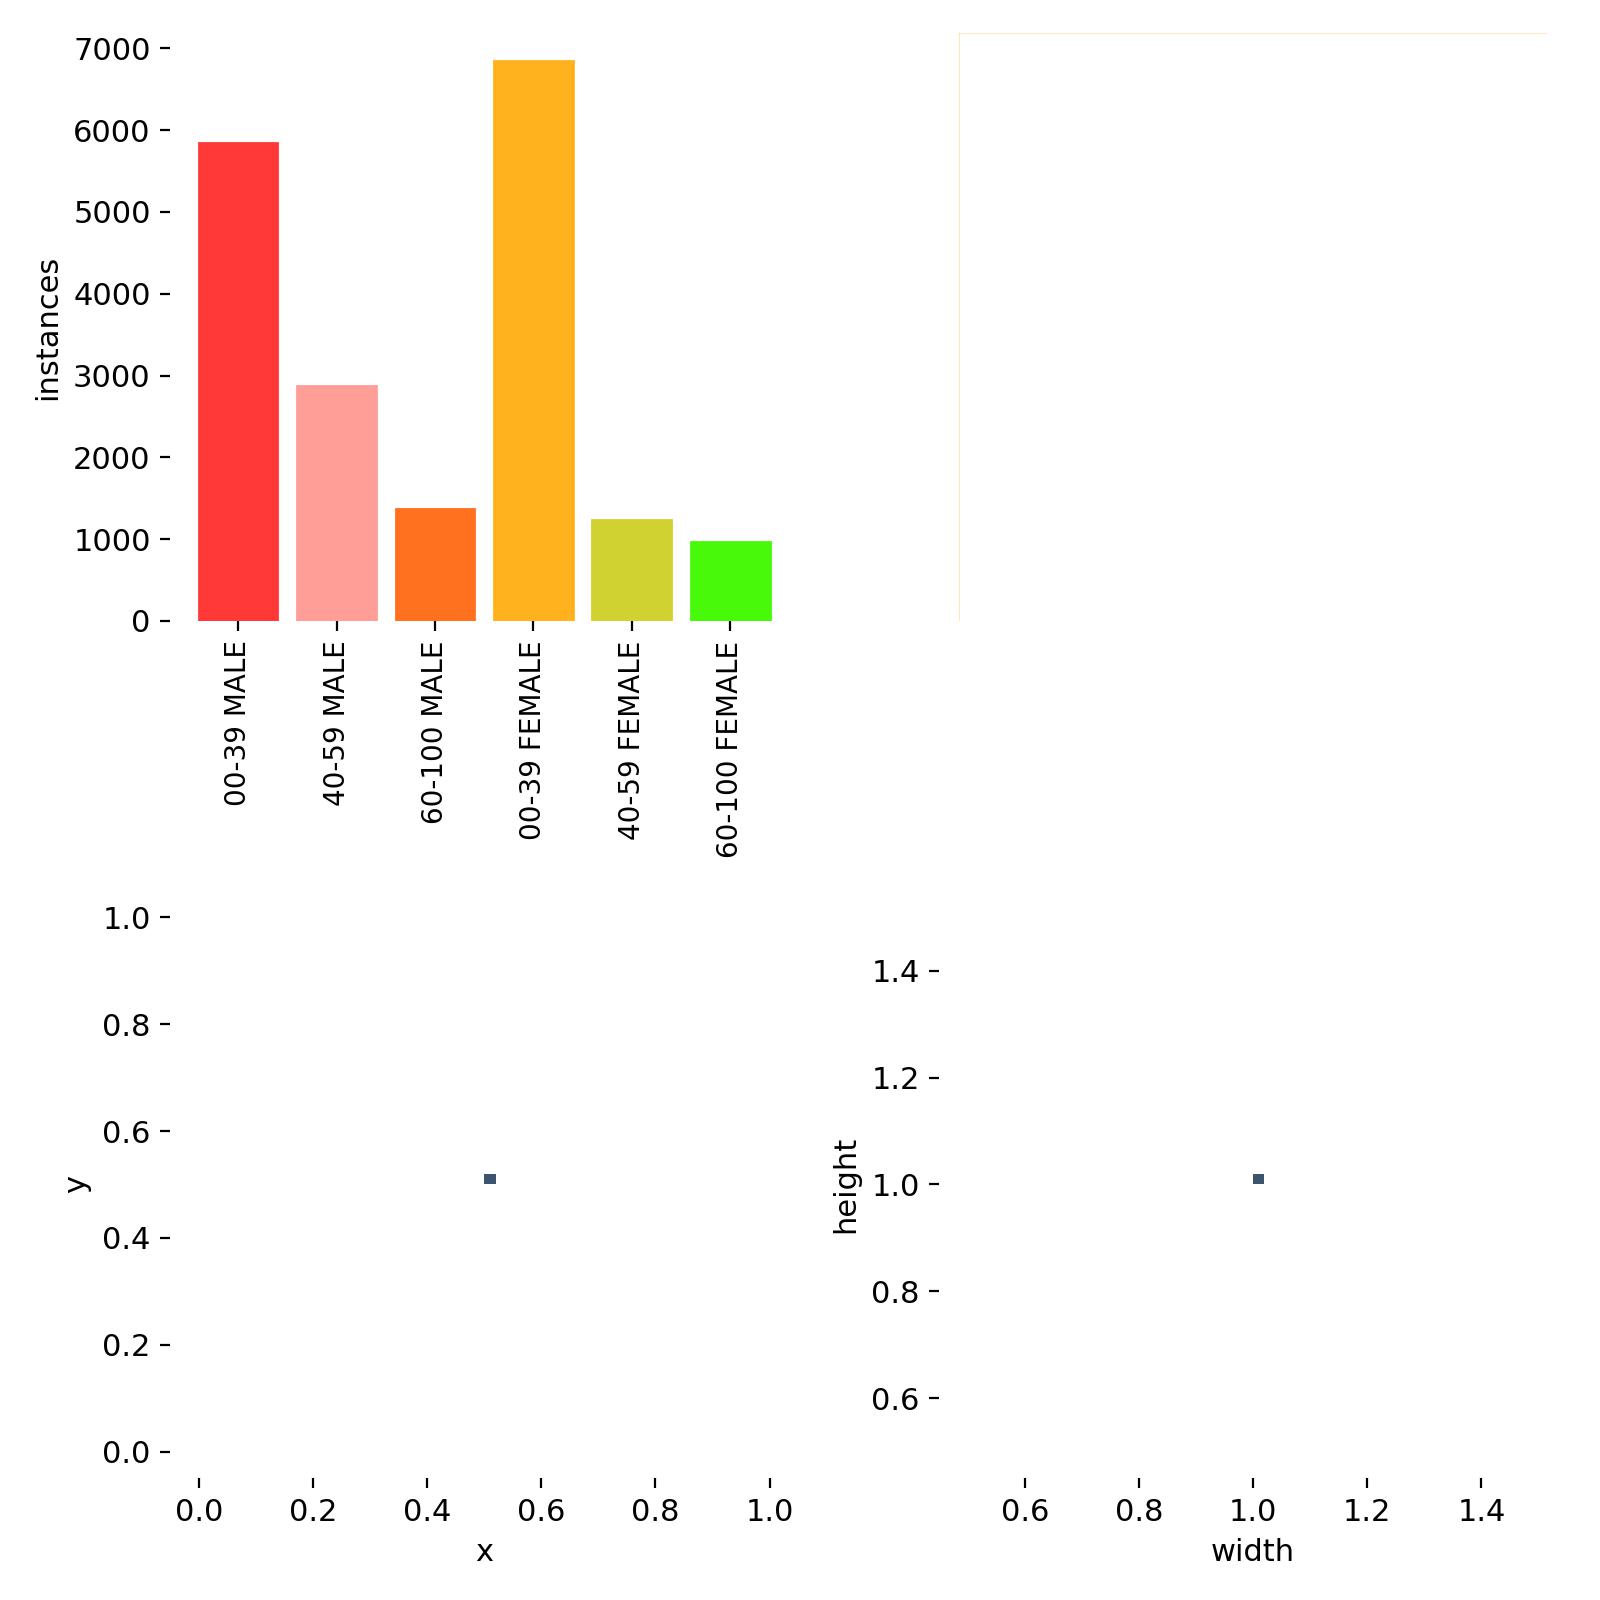 7000
6000
5000
4000
3000
2000
1000
0
instances
00-39 MALE
40-59 MALE
60-100 MALE
00-39 FEMALE
40-59 FEMALE
60-100 FEMALE
1.0
0.8
0.6
0.4
0.2
0.0
y
0.0 0.2 0.4 0.6 0.8 1.0
x
1.4
1.2
1.0
0.8
0.6
height
0.6 0.8 1.0 1.2 1.4
width